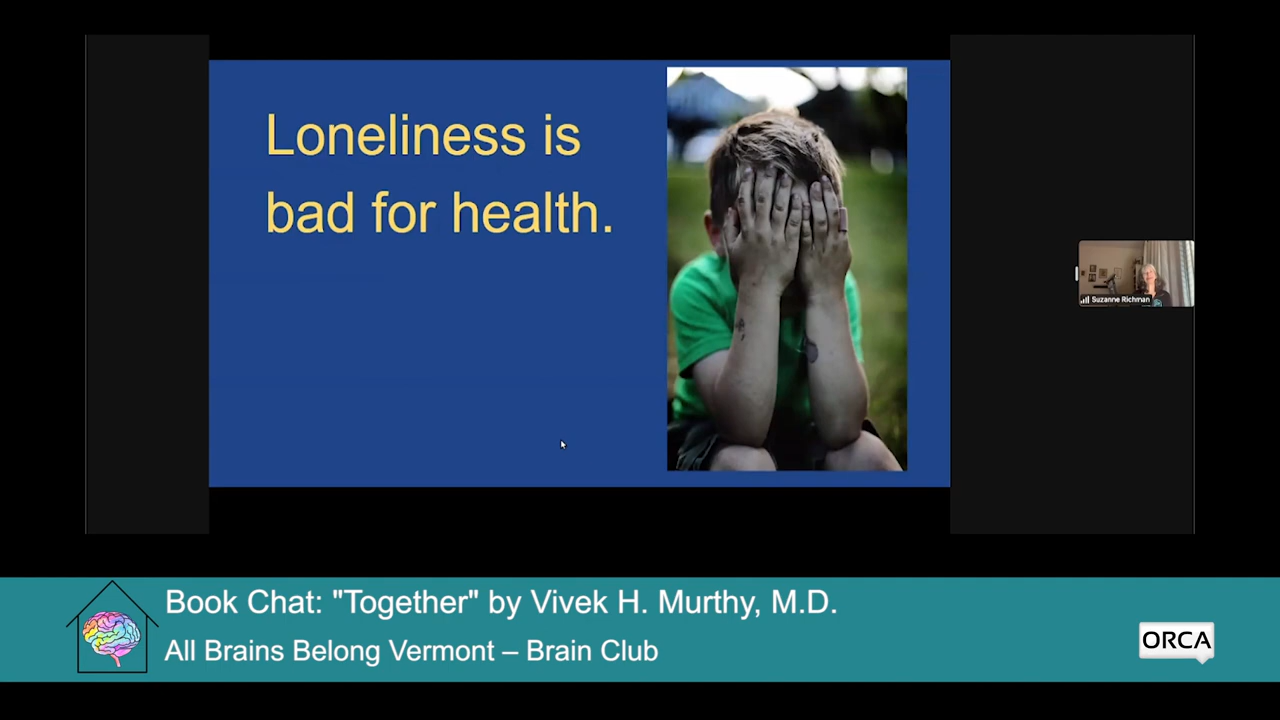 Loneliness is
bad for health.
Suzanne Richman
Book Chat: "Together" by Vivek H. Murthy, M.D.
All Brains Belong Vermont – Brain Club
ORCA